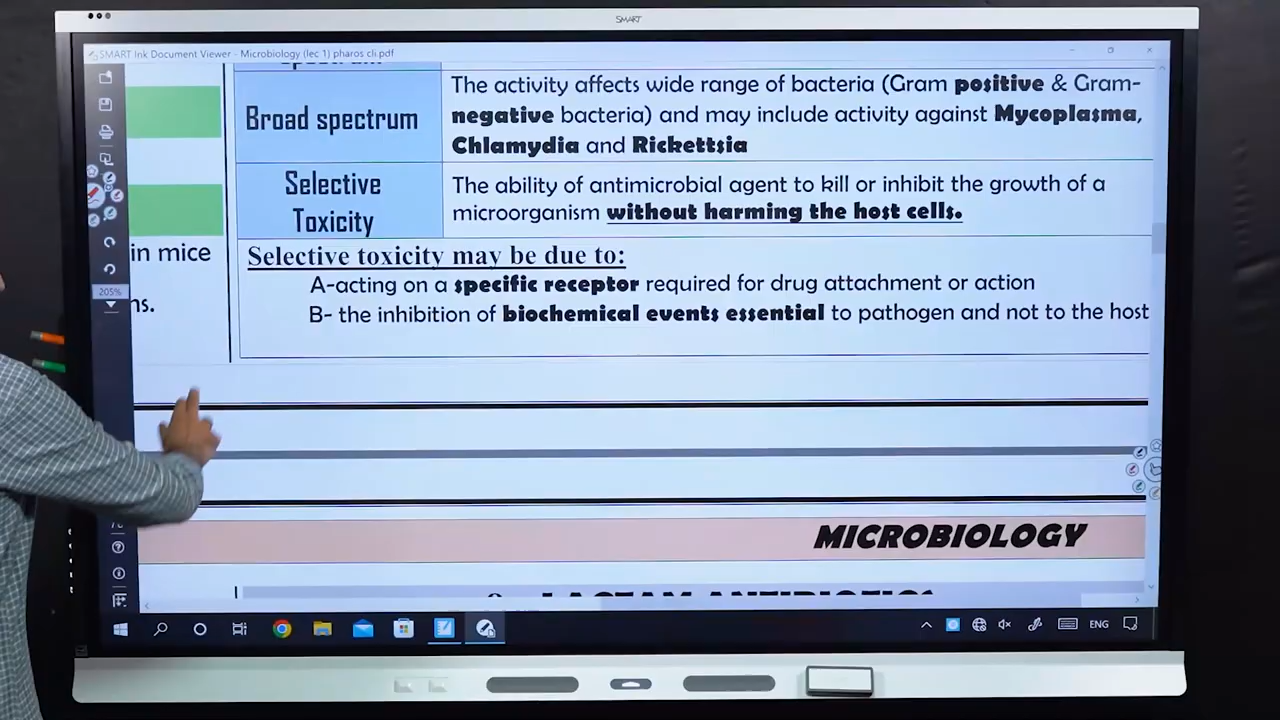 SMART
SMART Ink Document Viewer - Microbiology (lec 1) pharos cli.pdf
Broad spectrum
The activity affects wide range of bacteria (Gram positive & Gram-
negative bacteria) and may include activity against Mycoplasma,
Chlamydia and Rickettsia
Selective
Toxicity
The ability of antimicrobial agent to kill or inhibit the growth of a
microorganism without harming the host cells.
in mice
Selective toxicity may be due to:
A-acting on a specific receptor required for drug attachment or action
205%
B- the inhibition of biochemical events essential to pathogen and not to the host
MICROBIOLOGY
ENG